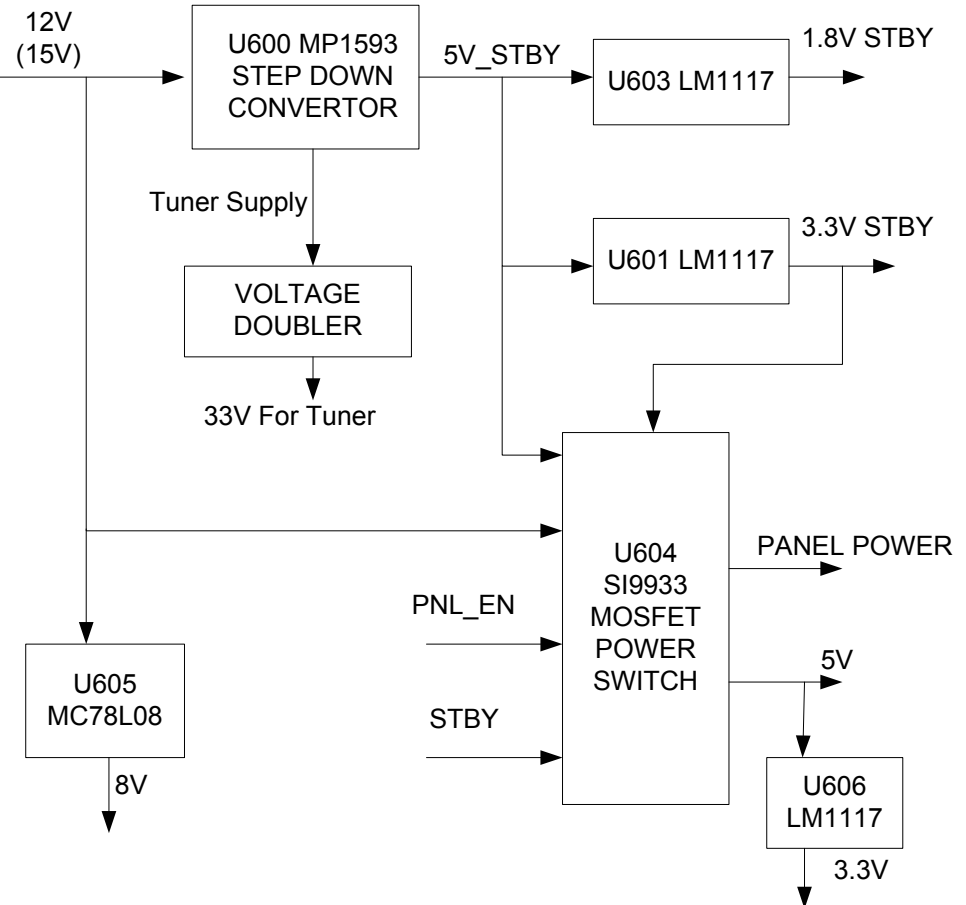 12V
(15V)
U600 MP1593
STEP DOWN
CONVERTOR
5V_STBY
U603 LM1117
1.8V STBY
Tuner Supply
U601 LM1117
3.3V STBY
VOLTAGE
DOUBLER
33V For Tuner
U604
SI9933
MOSFET
POWER
SWITCH
PANEL POWER
PNL_EN
5V
U605
MC78L08
STBY
8V
U606
LM1117
3.3V